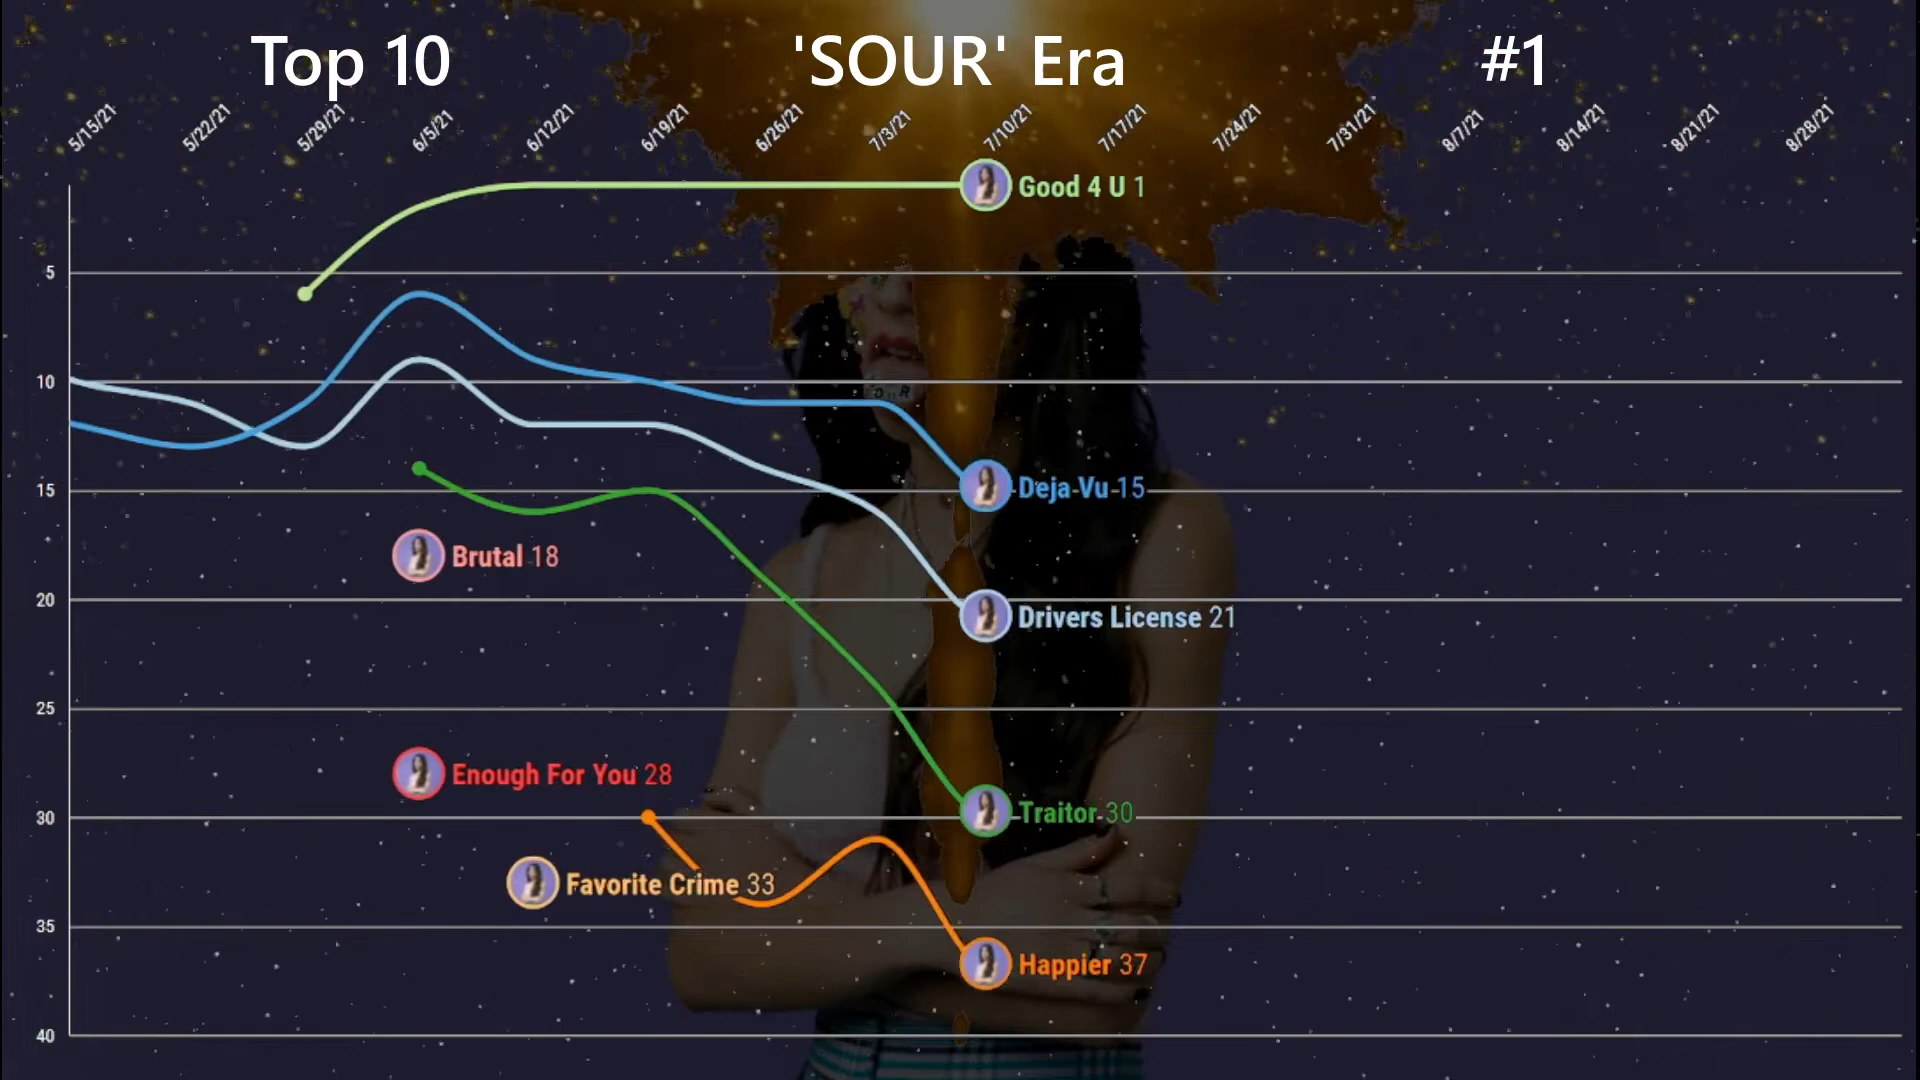 Top 10
'SOUR' Era
#1
5/15/21
5/22/21
5/29/21
6/5/21
6/12/21
6/19/21
6/26/21
7/3/21
7/10/21
7/17/21
7/24/21
7/31/21
8/7/21
8/14/21
8/21/21
8/28/21
Good 4 U 1
5
10
Deja Vu 15
15
Brutal 18
20
Drivers License 21
25
Enough For You 28
30
Traitor 30
Favorite Crime 33
35
Happier 37
40